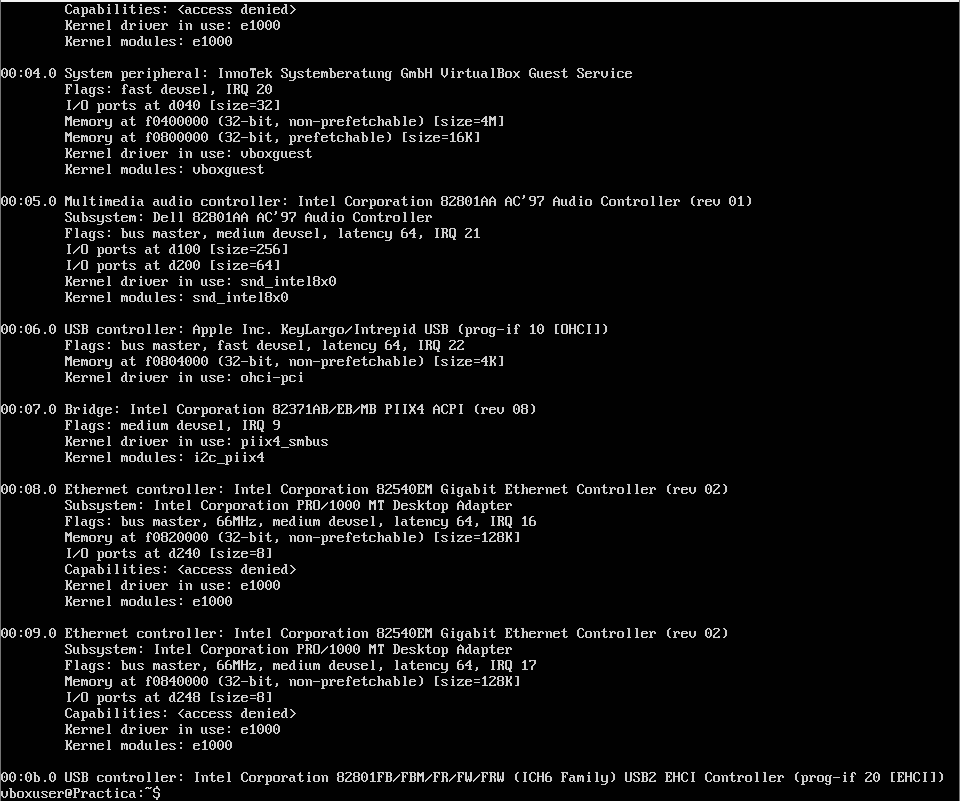 Capabilities: <access denied>
Kernel driver in use: e1000
Kernel modules: e1000
00:04.0 System peripheral: InnoTek Systemberatung GmbH VirtualBox Guest Service
Flags: fast devsel, IRQ 20
I/O ports at d040 [size=32]
Memory at f0400000 (32-bit, non-prefetchable) [size=4M]
Memory at f0800000 (32-bit, prefetchable) [size=16K]
Kernel driver in use: vboxguest
Kernel modules: vboxguest
00:05.0 Multimedia audio controller: Intel Corporation 82801AA AC'97 Audio Controller (rev 01)
Subsystem: Dell 82801AA AC'97 Audio Controller
Flags: bus master, medium devsel, latency 64, IRQ 21
I/O ports at d100 [size=256]
I/O ports at d200 [size=64]
Kernel driver in use: snd_intel8x0
Kernel modules: snd_intel8x0
00:06.0 USB controller: Apple Inc. KeyLargo/Intrepid USB (prog-if 10 [OHCI])
Flags: bus master, fast devsel, latency 64, IRQ 22
Memory at f0804000 (32-bit, non-prefetchable) [size=4K]
Kernel driver in use: ohci-pci
00:07.0 Bridge: Intel Corporation 82371AB/EB/MB PIIX4 ACPI (rev 08)
Flags: medium devsel, IRQ 9
Kernel driver in use: piix4_smbus
Kernel modules: i2c_piix4
00:08.0 Ethernet controller: Intel Corporation 82540EM Gigabit Ethernet Controller (rev 02)
Subsystem: Intel Corporation PRO/1000 MT Desktop Adapter
Flags: bus master, 66MHz, medium devsel, latency 64, IRQ 16
Memory at f0820000 (32-bit, non-prefetchable) [size=128K]
I/O ports at d240 [size=8]
Capabilities: <access denied>
Kernel driver in use: e1000
Kernel modules: e1000
00:09.0 Ethernet controller: Intel Corporation 82540EM Gigabit Ethernet Controller (rev 02)
Subsystem: Intel Corporation PRO/1000 MT Desktop Adapter
Flags: bus master, 66MHz, medium devsel, latency 64, IRQ 17
Memory at f0840000 (32-bit, non-prefetchable) [size=128K]
I/O ports at d248 [size=8]
Capabilities: <access denied>
Kernel driver in use: e1000
Kernel modules: e1000
00:0b.0 USB controller: Intel Corporation 82801FB/FBM/FR/FW/FRW (ICH6 Family) USB2 EHCI Controller (prog-if 20 [EHCI])
vboxuser@Practica:~$